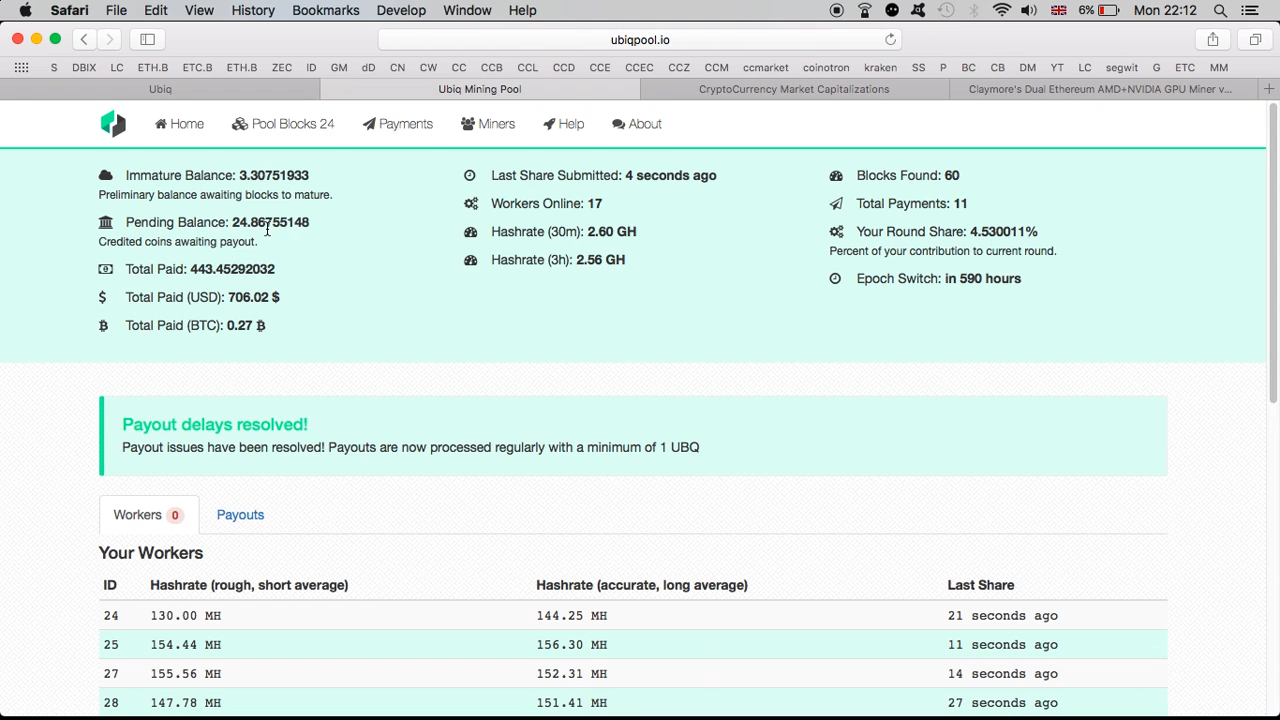 Safari File Edit View History Bookmarks Develop Window Help 6% Mon 22:12
ubiqpool.io
S DBIX LC ETH.B ETC.B ETH.B ZEC ID GM dD CN CW CC CCB CCL CCD CCE CCEC CCZ CCM ccmarket coinotron kraken SS P BC CB DM YT LC segwit G ETC MM
Ubiq Ubiq Mining Pool CryptoCurrency Market Capitalizations Claymore's Dual Ethereum AMD+NVIDIA GPU Miner v...
Home Pool Blocks 24 Payments Miners Help About
Immature Balance: 3.30751933
Preliminary balance awaiting blocks to mature.
Pending Balance: 24.86755148
Credited coins awaiting payout.
Total Paid: 443.45292032
Total Paid (USD): 706.02 $
Total Paid (BTC): 0.27 ₿
Last Share Submitted: 4 seconds ago
Workers Online: 17
Hashrate (30m): 2.60 GH
Hashrate (3h): 2.56 GH
Blocks Found: 60
Total Payments: 11
Your Round Share: 4.530011%
Percent of your contribution to current round.
Epoch Switch: in 590 hours
Payout delays resolved!
Payout issues have been resolved! Payouts are now processed regularly with a minimum of 1 UBQ
Workers 0 Payouts
Your Workers
ID Hashrate (rough, short average) Hashrate (accurate, long average) Last Share
24 130.00 MH 144.25 MH 21 seconds ago
25 154.44 MH 156.30 MH 11 seconds ago
27 155.56 MH 152.31 MH 14 seconds ago
28 147.78 MH 151.41 MH 27 seconds ago